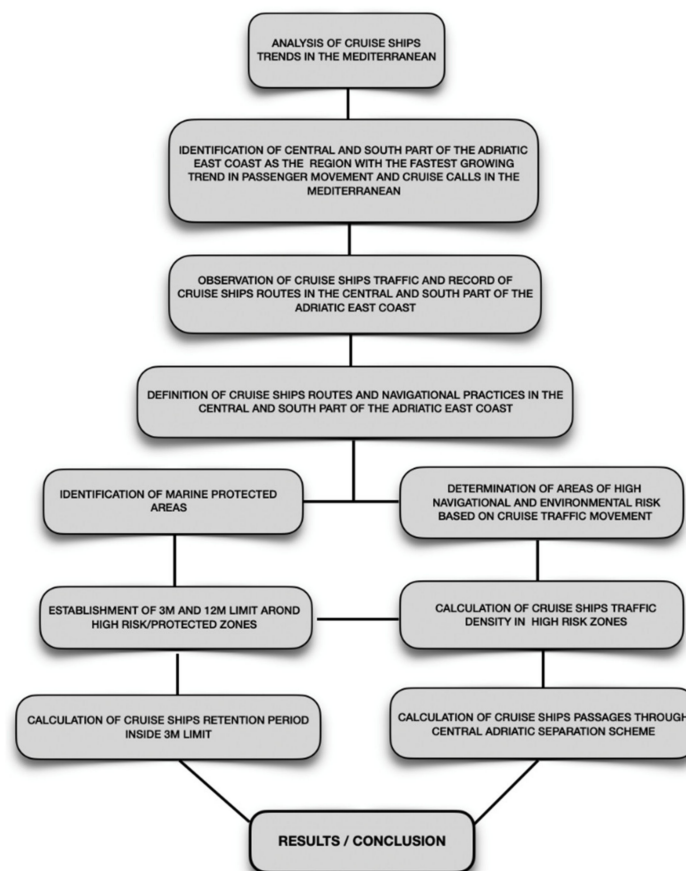 ANALYSIS OF CRUISE SHIPS
TRENDS IN THE MEDITERRANEAN
IDENTIFICATION OF CENTRAL AND SOUTH PART OF THE ADRIATIC
EAST COAST AS THE REGION WITH THE FASTEST GROWING
TREND IN PASSENGER MOVEMENT AND CRUISE CALLS IN THE
MEDITERRANEAN
OBSERVATION OF CRUISE SHIPS TRAFFIC AND RECORD OF
CRUISE SHIPS ROUTES IN THE CENTRAL AND SOUTH PART OF THE
ADRIATIC EAST COAST
DEFINITION OF CRUISE SHIPS ROUTES AND NAVIGATIONAL PRACTICES IN THE
CENTRAL AND SOUTH PART OF THE ADRIATIC EAST COAST
IDENTIFICATION OF MARINE PROTECTED
AREAS
DETERMINATION OF AREAS OF HIGH
NAVIGATIONAL AND ENVIRONMENTAL RISK
BASED ON CRUISE TRAFFIC MOVEMENT
ESTABLISHMENT OF 3M AND 12M LIMIT AROND
HIGH RISK/PROTECTED ZONES
CALCULATION OF CRUISE SHIPS TRAFFIC
DENSITY IN HIGH RISK ZONES
CALCULATION OF CRUISE SHIPS RETENTION PERIOD
INSIDE 3M LIMIT
CALCULATION OF CRUISE SHIPS PASSAGES THROUGH
CENTRAL ADRIATIC SEPARATION SCHEME
RESULTS / CONCLUSION